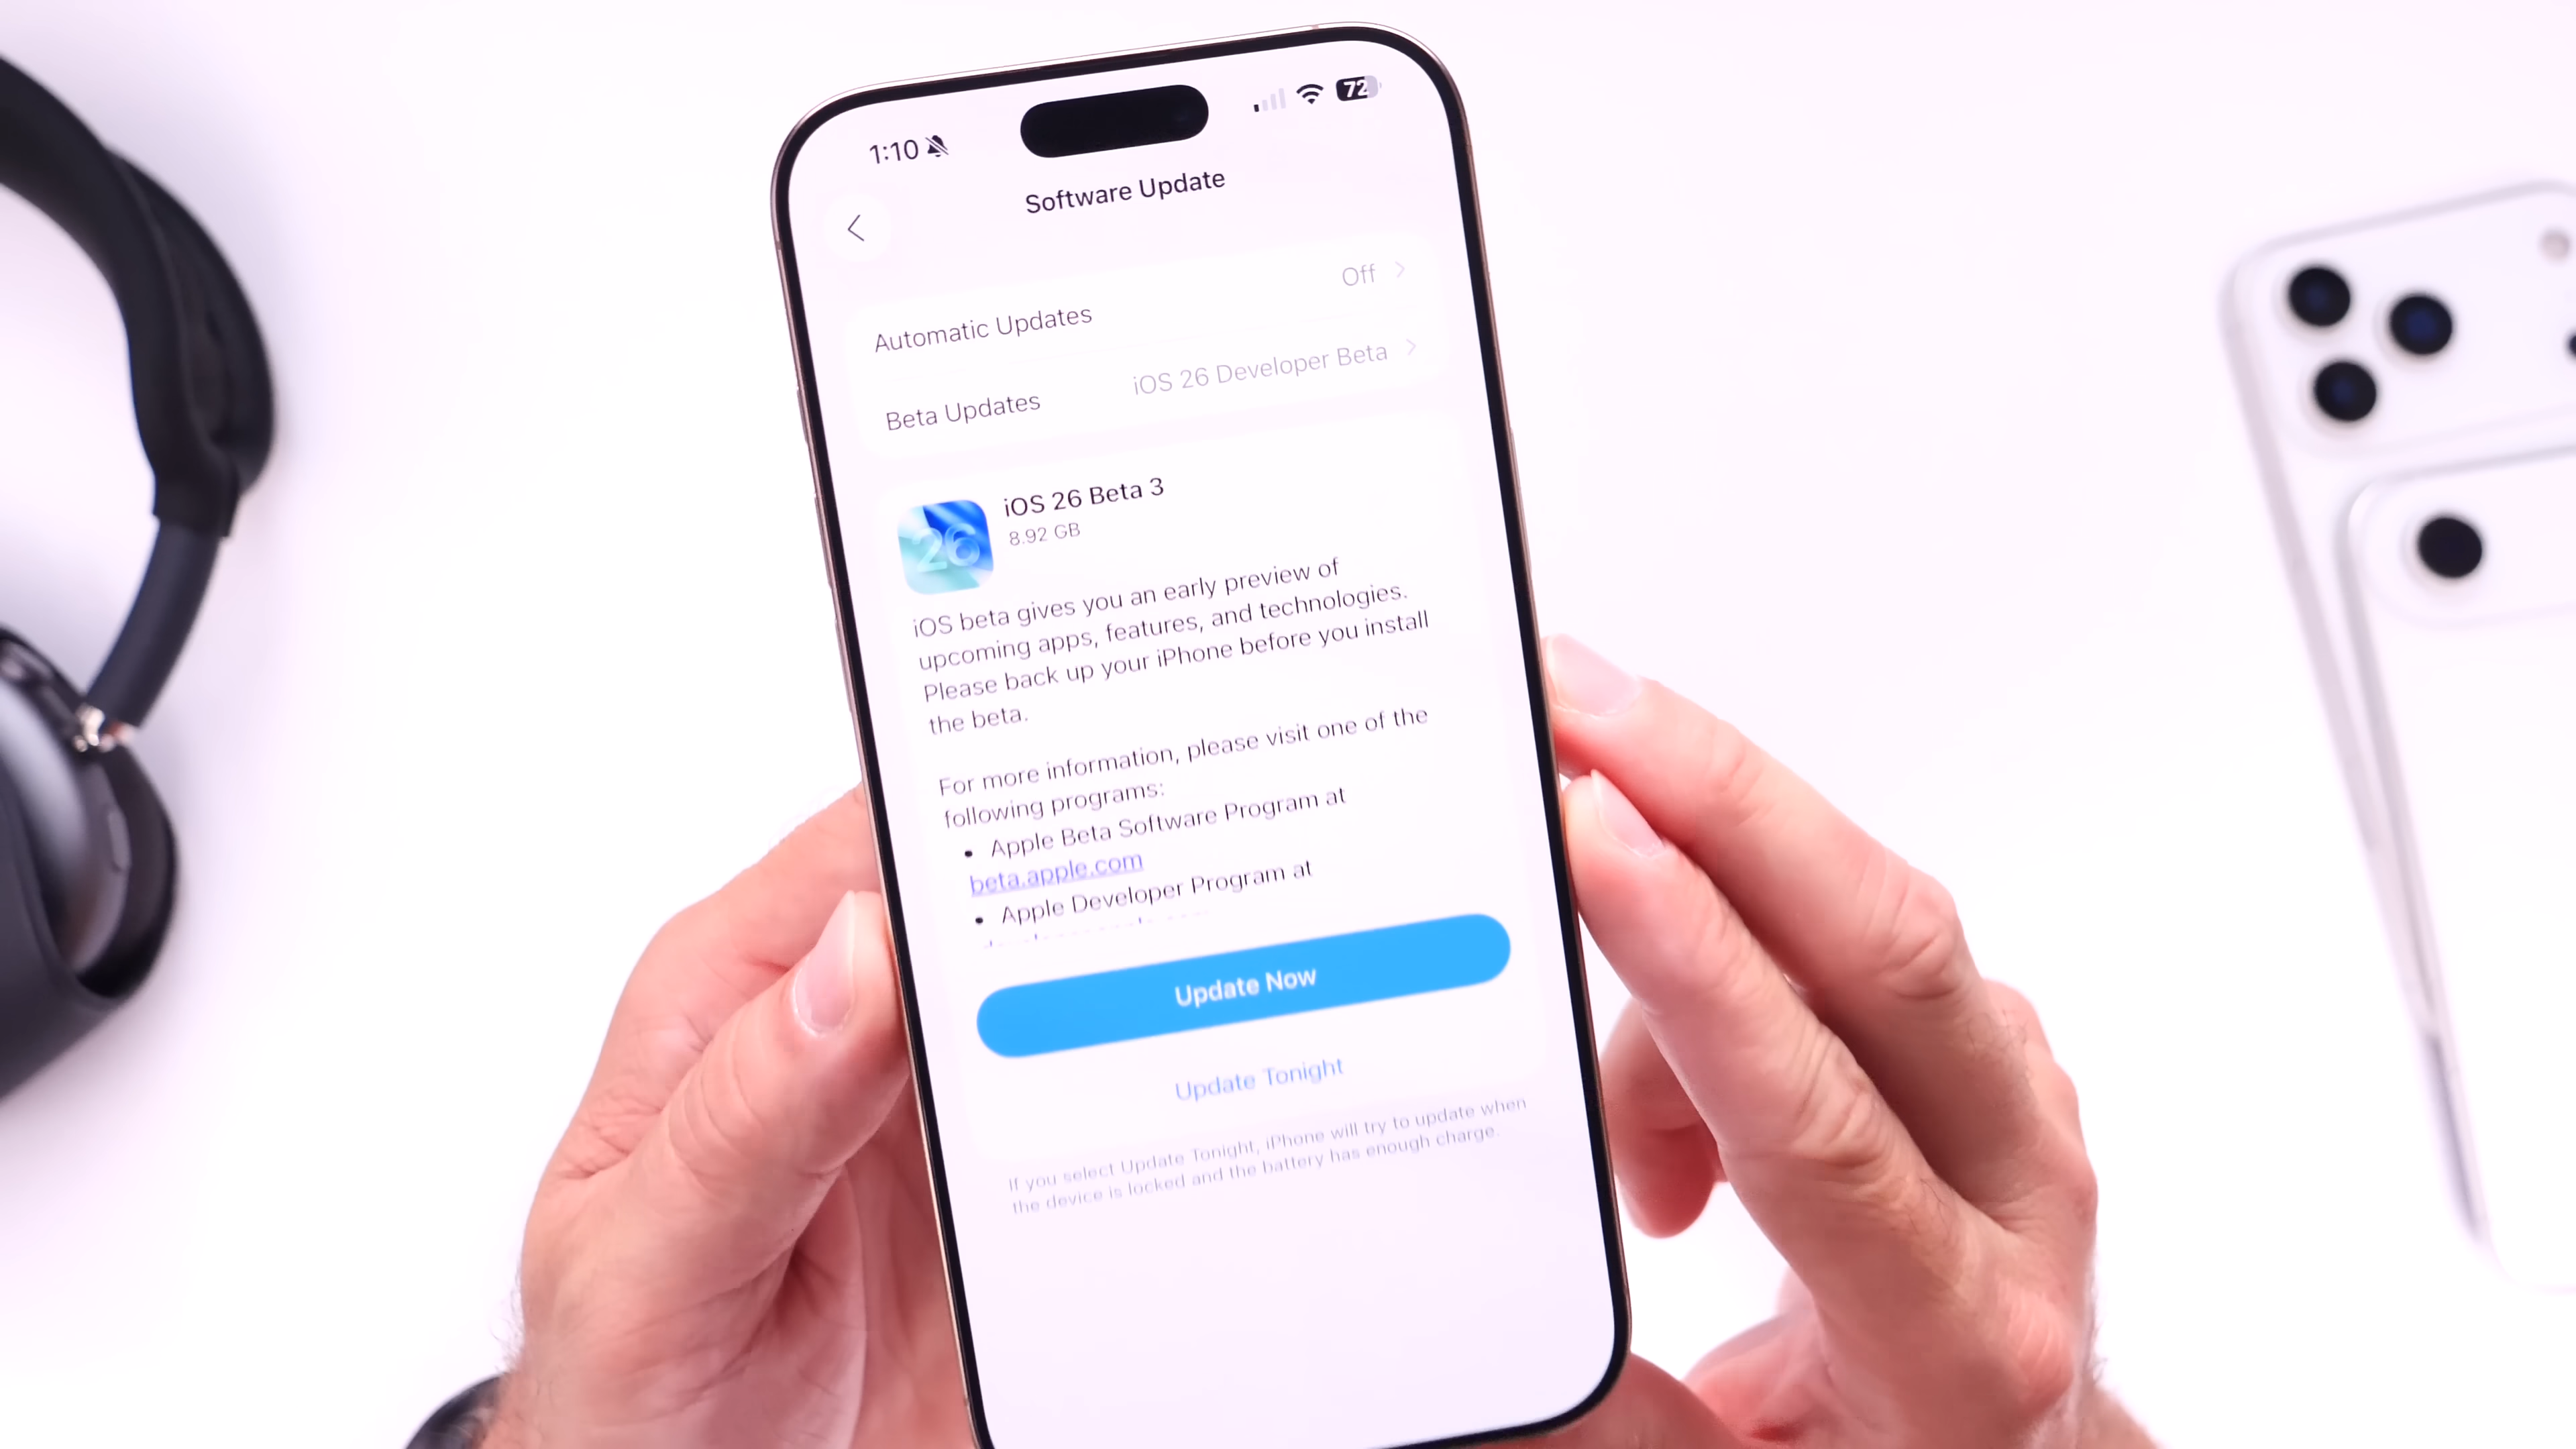 1:10
72
Software Update
Automatic Updates Off
Beta Updates iOS 26 Developer Beta
26
iOS 26 Beta 3
8.92 GB
iOS beta gives you an early preview of
upcoming apps, features, and technologies.
Please back up your iPhone before you install
the beta.
For more information, please visit one of the
following programs:
• Apple Beta Software Program at
beta.apple.com
• Apple Developer Program at
Update Now
Update Tonight
If you select Update Tonight, iPhone will try to update when
the device is locked and the battery has enough charge.